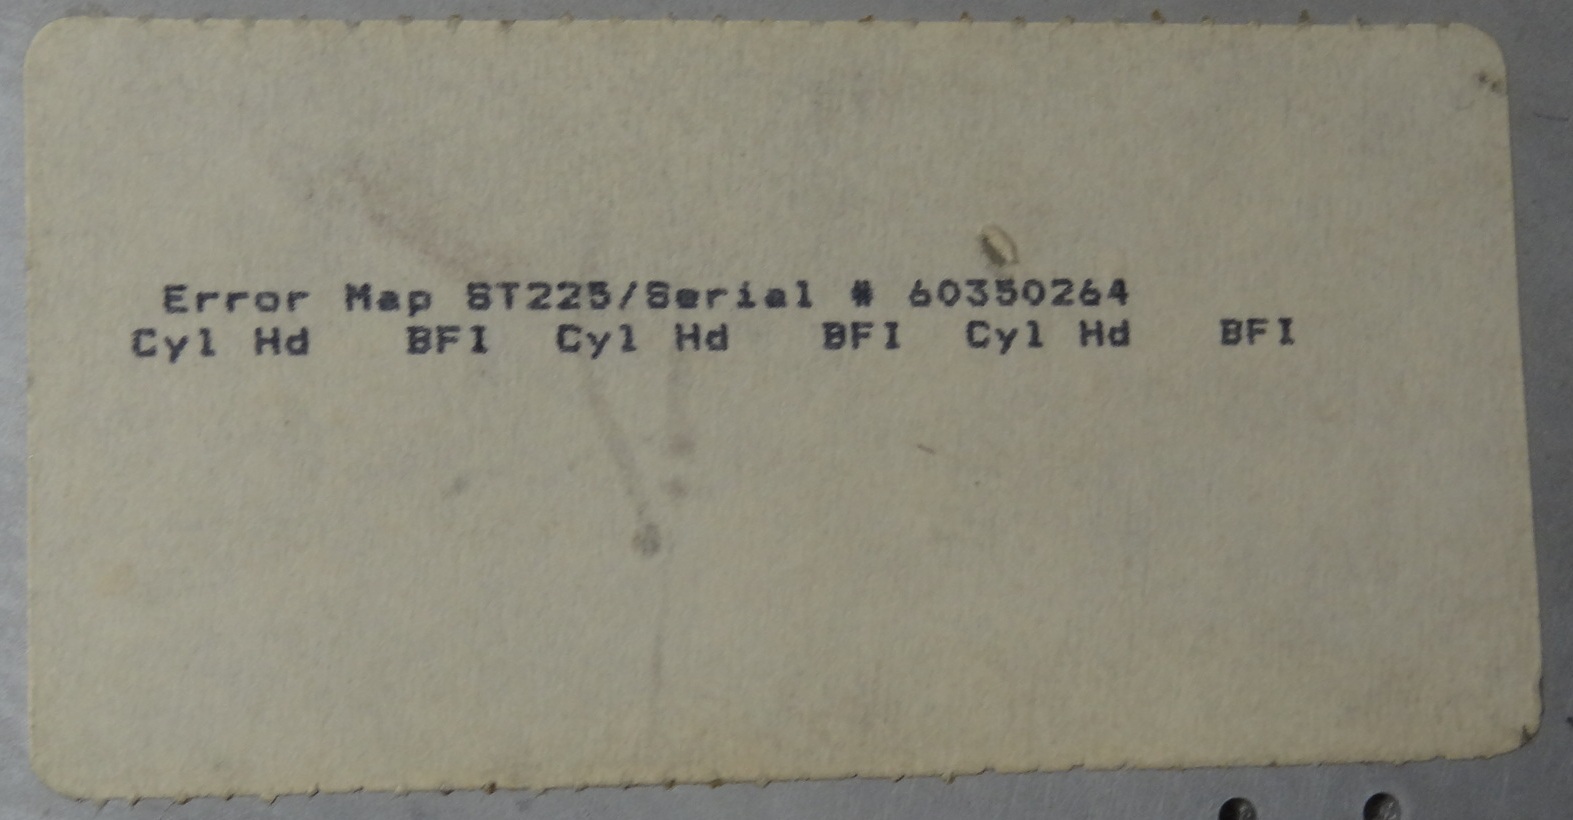 Error Map ST225/Serial # 60350264
Cyl Hd BFI Cyl Hd BFI Cyl Hd BFI